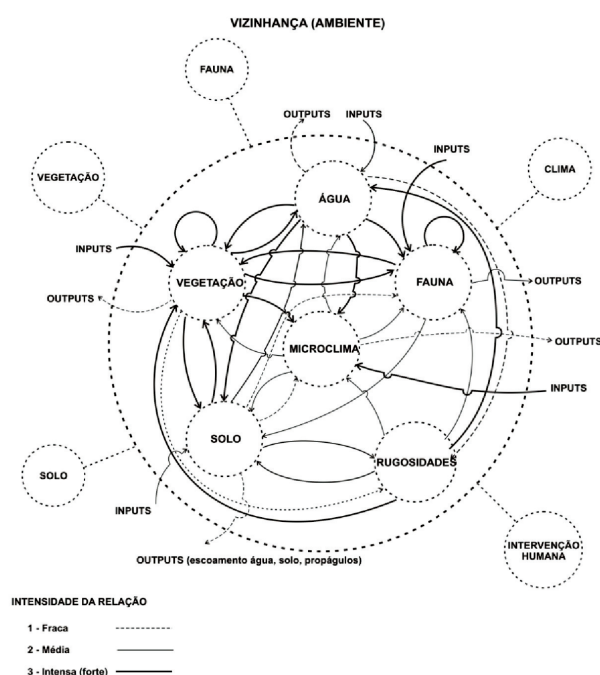 VIZINHANÇA (AMBIENTE)
FAUNA
OUTPUTS
INPUTS
INPUTS
CLIMA
VEGETAÇÃO
ÁGUA
INPUTS
VEGETAÇÃO
FAUNA
OUTPUTS
OUTPUTS
MICROCLIMA
OUTPUTS
INPUTS
SOLO
RUGOSIDADES
SOLO
INPUTS
INTERVENÇÃO
HUMANA
OUTPUTS (escoamento água, solo, propágulos)
INTENSIDADE DA RELAÇÃO
1 - Fraca
2 - Média
3 - Intensa (forte)